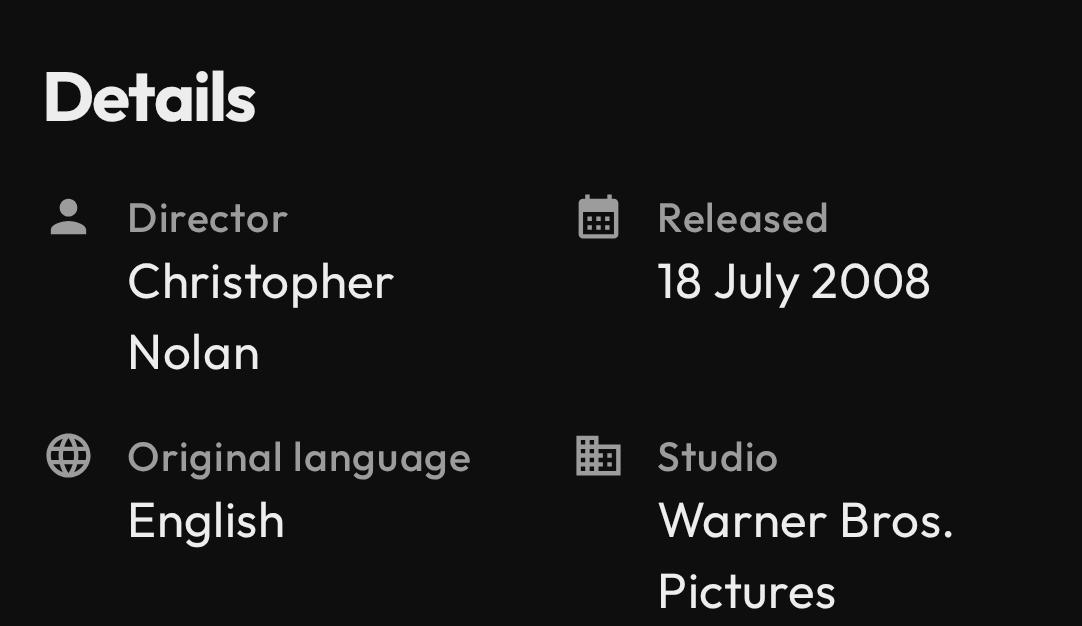 Details
Director
Christopher
Nolan
Released
18 July 2008
Original language
English
Studio
Warner Bros.
Pictures